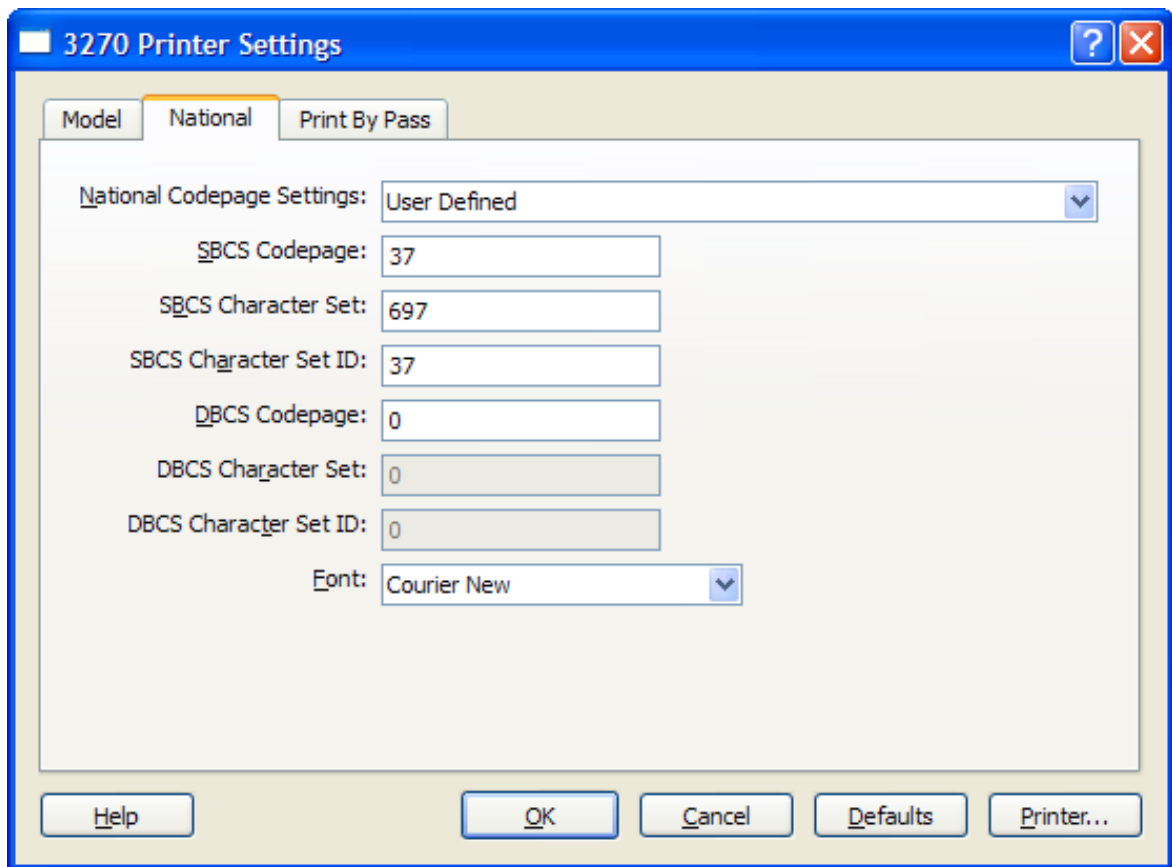 3270 Printer Settings
Model National Print By Pass
National Codepage Settings: User Defined
SBCS Codepage: 37
SBCS Character Set: 697
SBCS Character Set ID: 37
DBCS Codepage: 0
DBCS Character Set: 0
DBCS Character Set ID: 0
Font: Courier New
Help OK Cancel Defaults Printer...